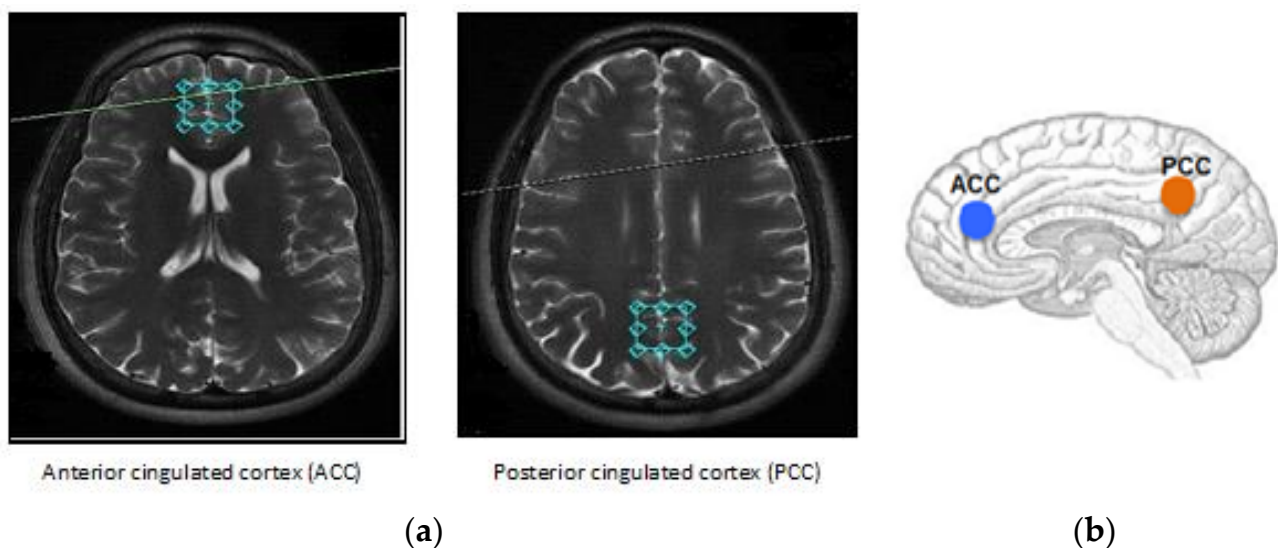 ACC
PCC
Anterior cingulated cortex (ACC)
Posterior cingulated cortex (PCC)
(a)
(b)